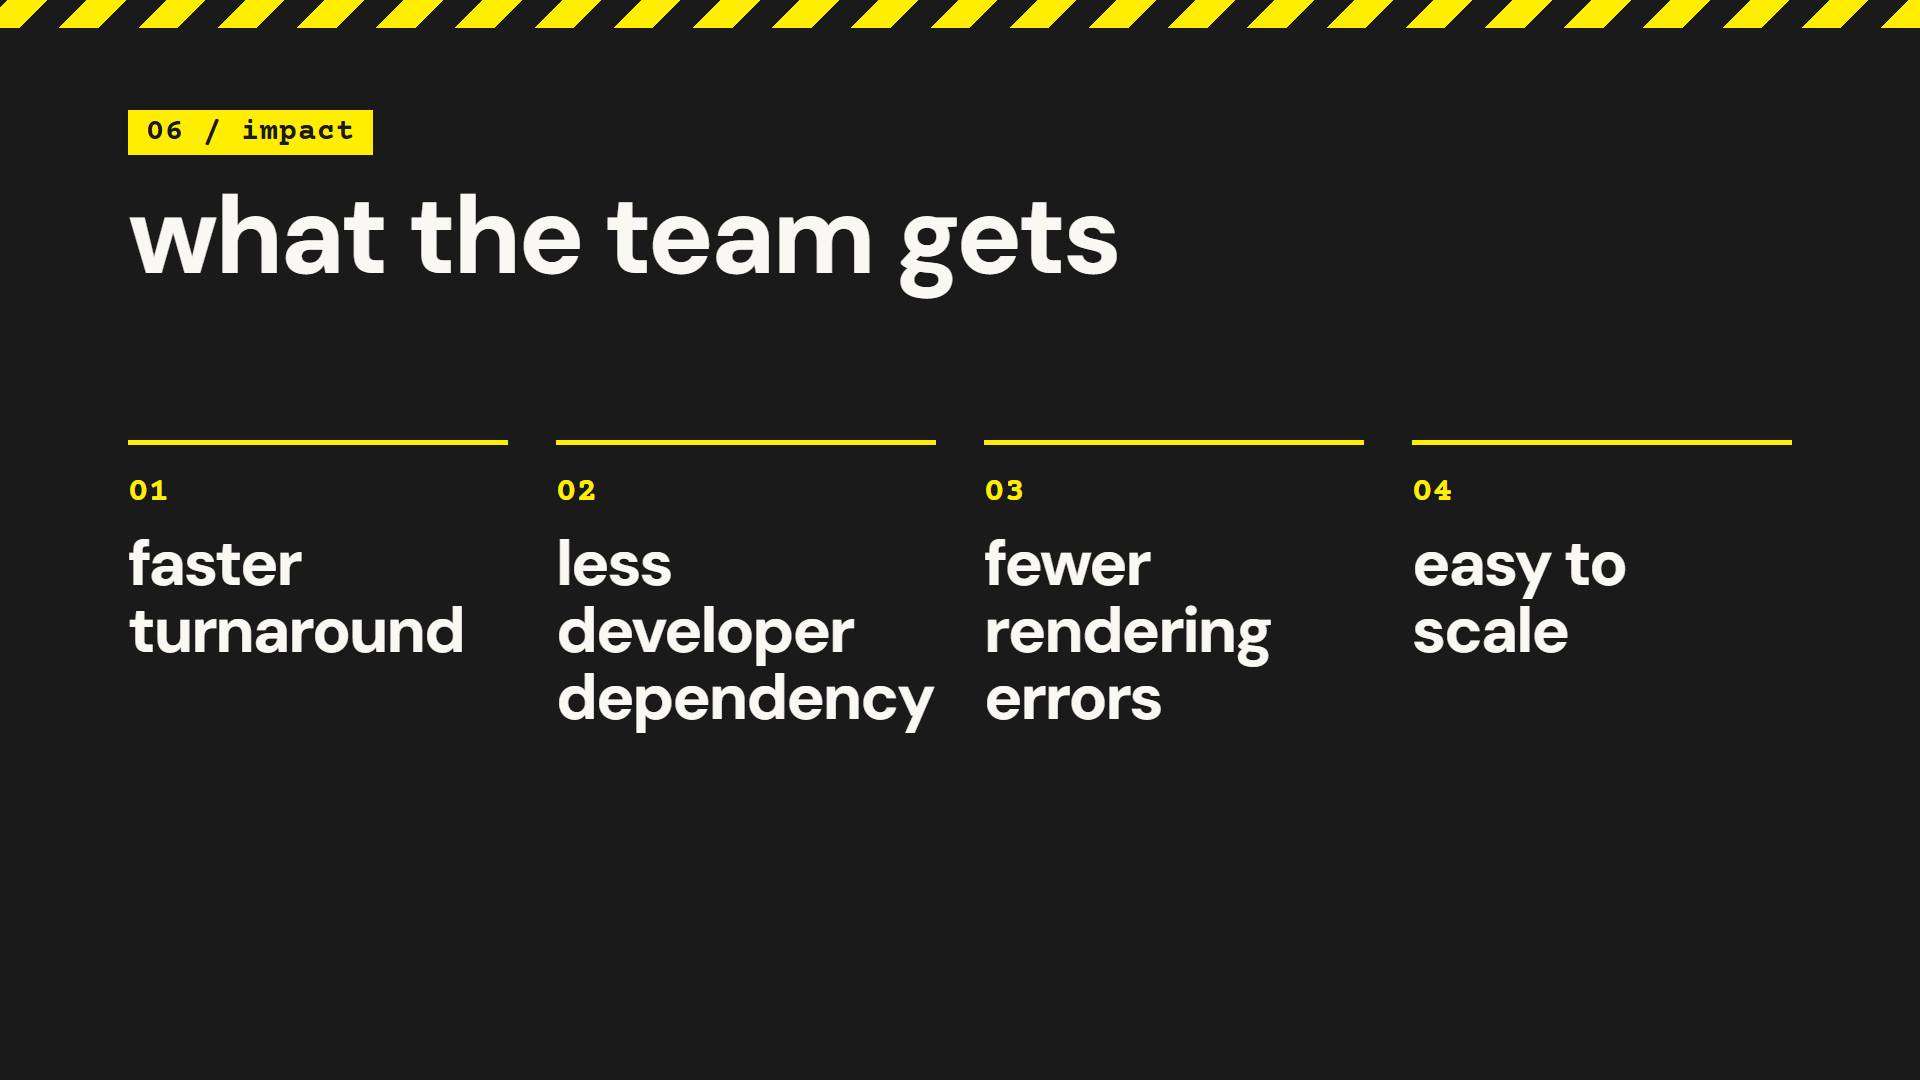 06 / impact
what the team gets
01
faster
turnaround
02
less
developer
dependency
03
fewer
rendering
errors
04
easy to
scale